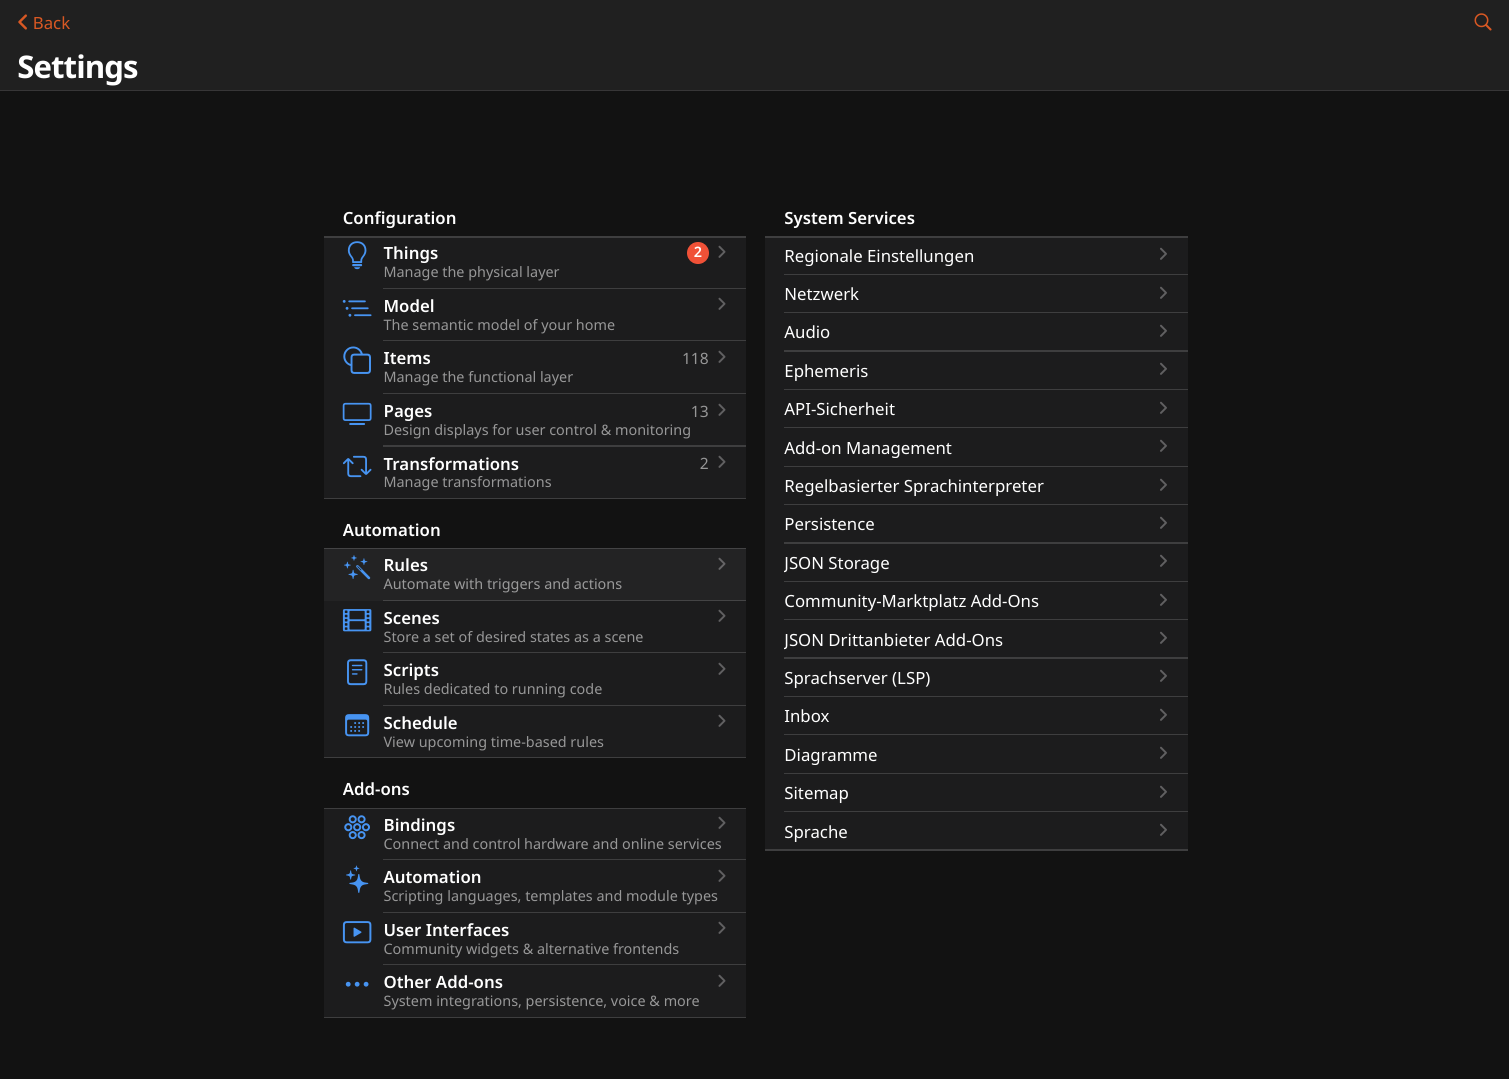 Back
Settings
Configuration
Things 2
Manage the physical layer
Model
The semantic model of your home
Items 118
Manage the functional layer
Pages 13
Design displays for user control & monitoring
Transformations 2
Manage transformations
Automation
Rules
Automate with triggers and actions
Scenes
Store a set of desired states as a scene
Scripts
Rules dedicated to running code
Schedule
View upcoming time-based rules
Add-ons
Bindings
Connect and control hardware and online services
Automation
Scripting languages, templates and module types
User Interfaces
Community widgets & alternative frontends
Other Add-ons
System integrations, persistence, voice & more
System Services
Regionale Einstellungen
Netzwerk
Audio
Ephemeris
API-Sicherheit
Add-on Management
Regelbasierter Sprachinterpreter
Persistence
JSON Storage
Community-Marktplatz Add-Ons
JSON Drittanbieter Add-Ons
Sprachserver (LSP)
Inbox
Diagramme
Sitemap
Sprache